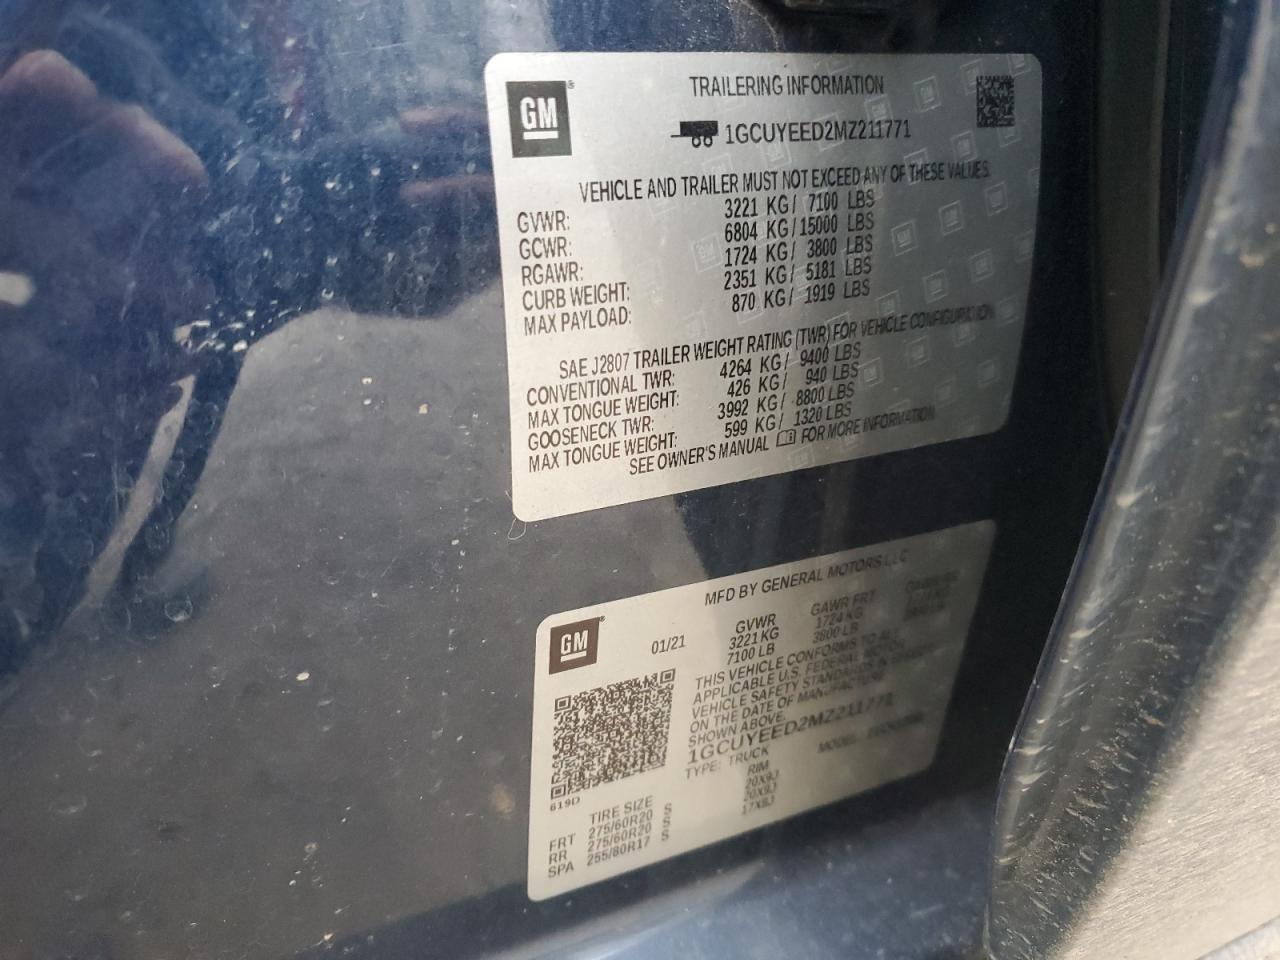 GM
TRAILERING INFORMATION
1GCUYEED2MZ211771
VEHICLE AND TRAILER MUST NOT EXCEED ANY OF THESE VALUES.
GVWR: 3221 KG/ 7100 LBS
GCWR: 6804 KG/15000 LBS
RGAWR: 1724 KG/ 3800 LBS
CURB WEIGHT: 2351 KG/ 5181 LBS
MAX PAYLOAD: 870 KG/ 1919 LBS
SAE J2807 TRAILER WEIGHT RATING (TWR) FOR VEHICLE CONFIGURATION
CONVENTIONAL TWR: 4264 KG/ 9400 LBS
MAX TONGUE WEIGHT: 426 KG/ 940 LBS
GOOSENECK TWR: 3992 KG/ 8800 LBS
MAX TONGUE WEIGHT: 599 KG/ 1320 LBS
SEE OWNER'S MANUAL FOR MORE INFORMATION
MFD BY GENERAL MOTORS LLC
GM
01/21
GVWR GAWR FRT
3221 KG 1724 KG
7100 LB 3800 LB
THIS VEHICLE CONFORMS TO ALL
APPLICABLE U.S. FEDERAL MOTOR
VEHICLE SAFETY STANDARDS IN
ON THE DATE OF MANUFACTURE
SHOWN ABOVE.
1GCUYEED2MZ211771
TYPE: TRUCK MODEL:
619D
TIRE SIZE RIM
FRT 275/60R20 S 20X9J
RR 275/60R20 S 20X9J
SPA 255/80R17 S 17X8J